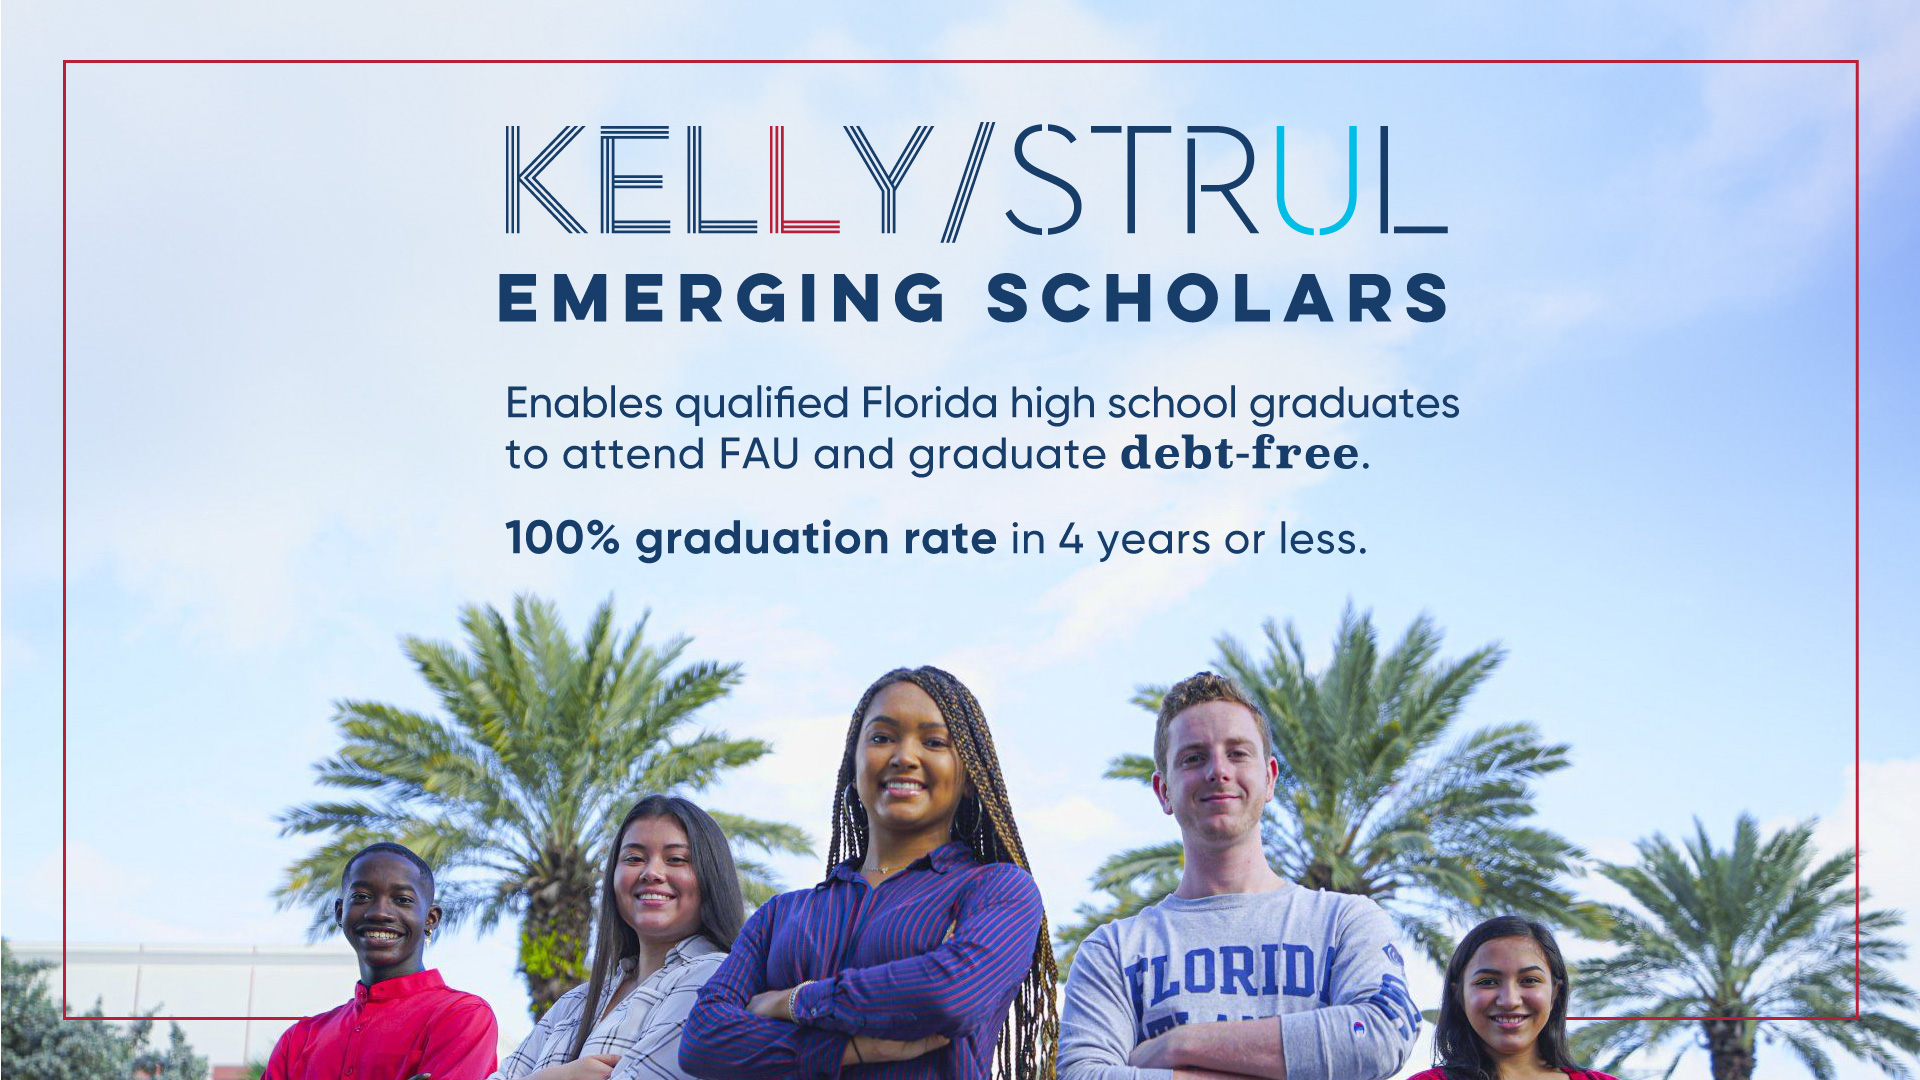 KELLY/STRUL
EMERGING SCHOLARS
Enables qualified Florida high school graduates
to attend FAU and graduate debt-free.
100% graduation rate in 4 years or less.
FLORIDA